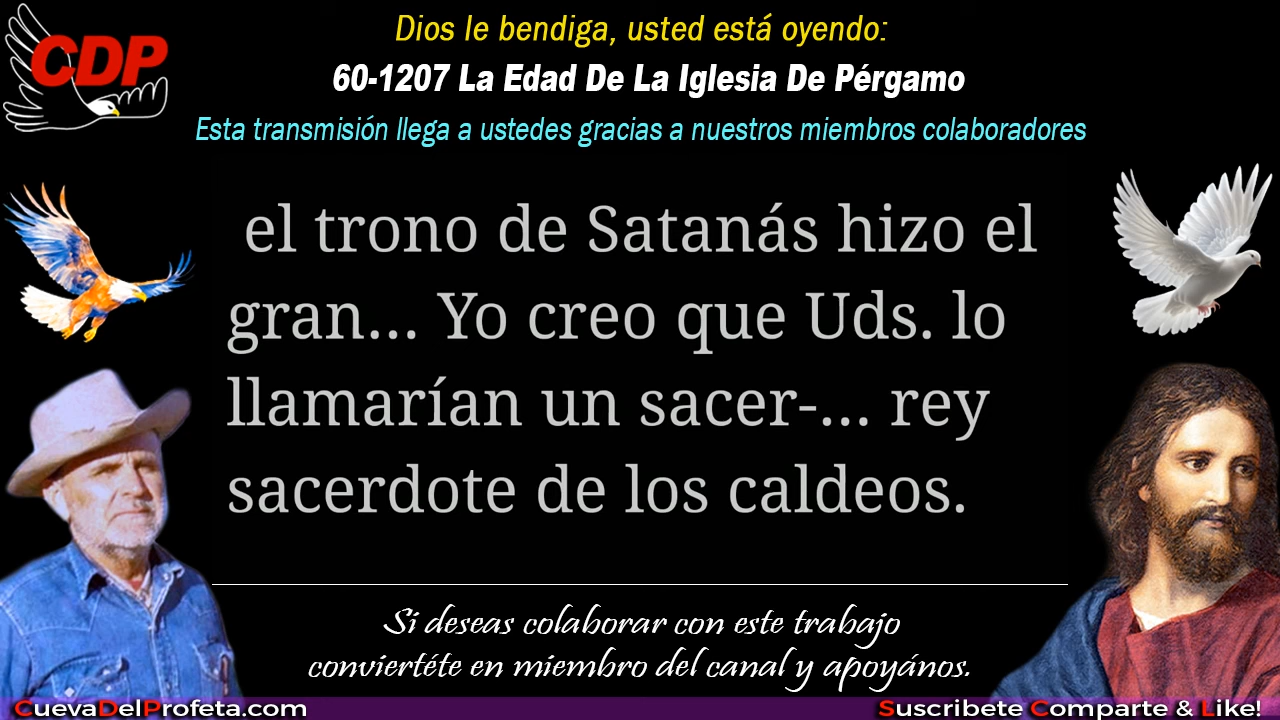 CDP
Dios le bendiga, usted está oyendo:
60-1207 La Edad De La Iglesia De Pérgamo
Esta transmisión llega a ustedes gracias a nuestros miembros colaboradores
el trono de Satanás hizo el
gran... Yo creo que Uds. lo
llamarían un sacer-... rey
sacerdote de los caldeos.
Si deseas colaborar con este trabajo
conviertéte en miembro del canal y apoyános.
CuevaDelProfeta.com
Suscribete Comparte & Like!